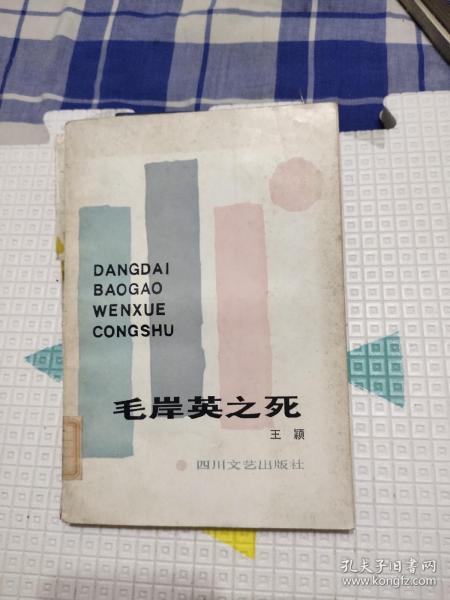 DANGDAI
BAOGAO
WENXUE
CONGSHU
毛岸英之死
王颖
四川文艺出版社
孔夫子旧书网
www.kongfz.com